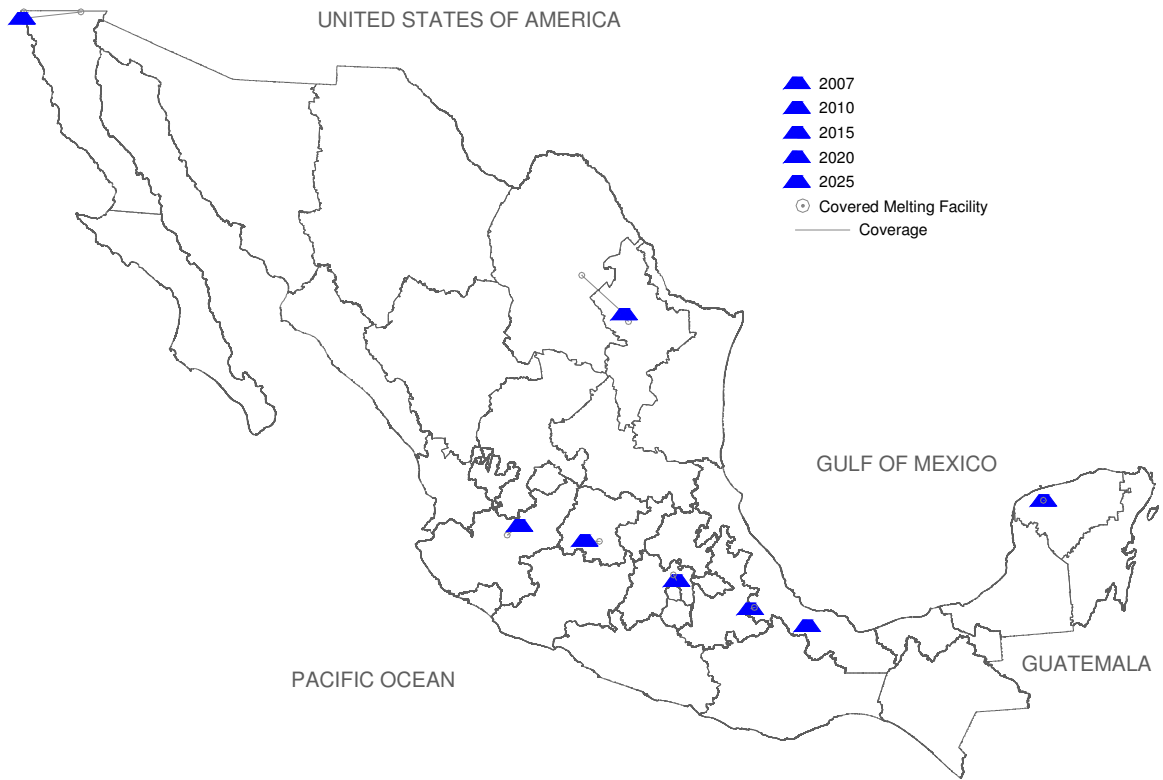 UNITED STATES OF AMERICA
2007
2010
2015
2020
2025
Covered Melting Facility
Coverage
GULF OF MEXICO
GUATEMALA
PACIFIC OCEAN